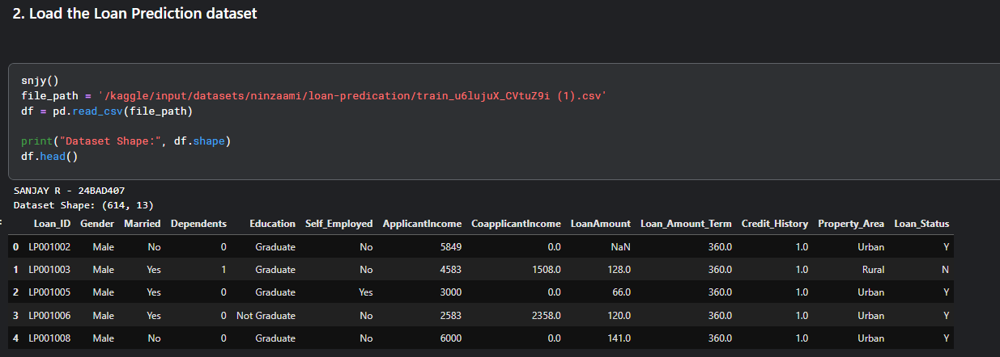 2. Load the Loan Prediction dataset
snjy()
file_path = '/kaggle/input/datasets/ninzaami/loan-predication/train_u6lujuX_CVtuZ9i (1).csv'
df = pd.read_csv(file_path)
print("Dataset Shape:", df.shape)
df.head()
SANJAY R - 24BAD407
Dataset Shape: (614, 13)
Loan_ID Gender Married Dependents Education Self_Employed ApplicantIncome CoapplicantIncome LoanAmount Loan_Amount_Term Credit_History Property_Area Loan_Status
0 LP001002 Male No 0 Graduate No 5849 0.0 NaN 360.0 1.0 Urban Y
1 LP001003 Male Yes 1 Graduate No 4583 1508.0 128.0 360.0 1.0 Rural N
2 LP001005 Male Yes 0 Graduate Yes 3000 0.0 66.0 360.0 1.0 Urban Y
3 LP001006 Male Yes 0 Not Graduate No 2583 2358.0 120.0 360.0 1.0 Urban Y
4 LP001008 Male No 0 Graduate No 6000 0.0 141.0 360.0 1.0 Urban Y